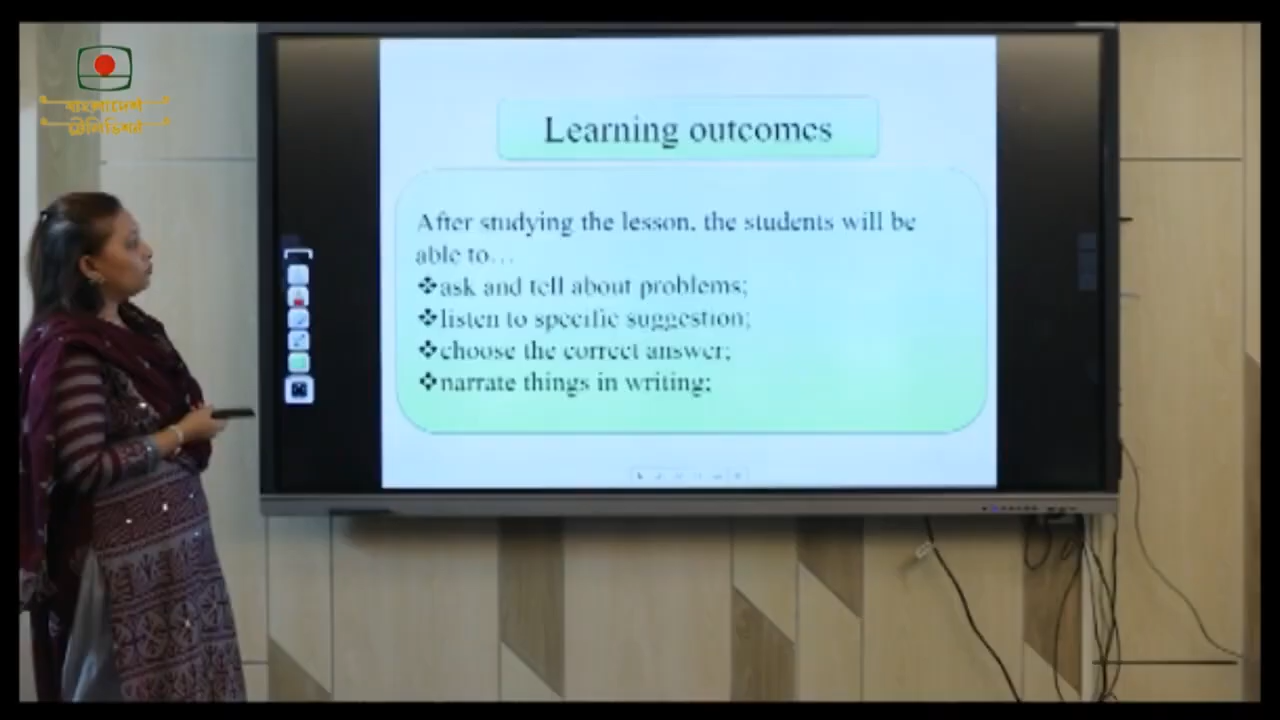 বাংলাদেশ
টেলিভিশন
Learning outcomes
After studying the lesson, the students will be
able to...
❖ask and tell about problems;
❖listen to specific suggestion;
❖choose the correct answer;
❖narrate things in writing;